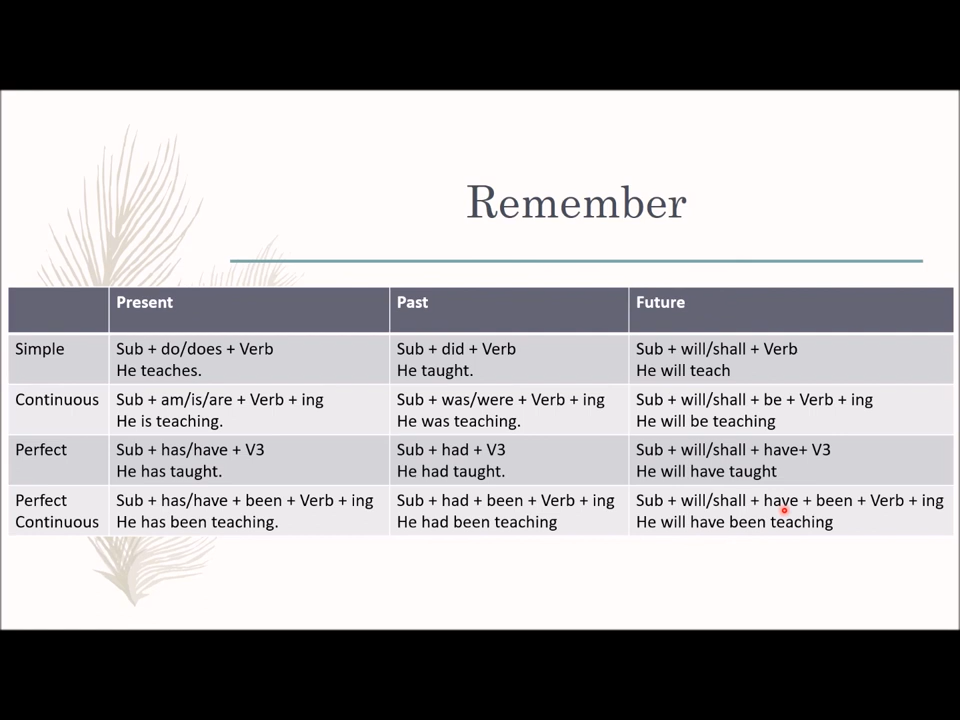 Remember
Present Past Future
Simple Sub + do/does + Verb Sub + did + Verb Sub + will/shall + Verb
He teaches. He taught. He will teach
Continuous Sub + am/is/are + Verb + ing Sub + was/were + Verb + ing Sub + will/shall + be + Verb + ing
He is teaching. He was teaching. He will be teaching
Perfect Sub + has/have + V3 Sub + had + V3 Sub + will/shall + have+ V3
He has taught. He had taught. He will have taught
Perfect Sub + has/have + been + Verb + ing Sub + had + been + Verb + ing Sub + will/shall + have + been + Verb + ing
Continuous He has been teaching. He had been teaching He will have been teaching